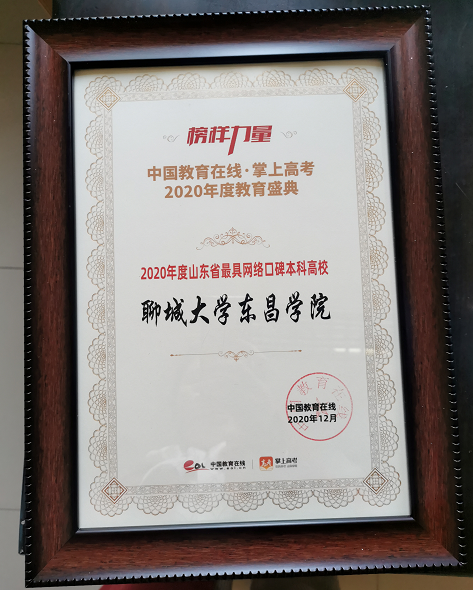 榜样力量
中国教育在线·掌上高考
2020年度教育盛典
2020年度山东省最具网络口碑本科高校
聊城大学东昌学院
中国教育在线
2020年12月
中国教育在线
www.eol.cn
掌上高考